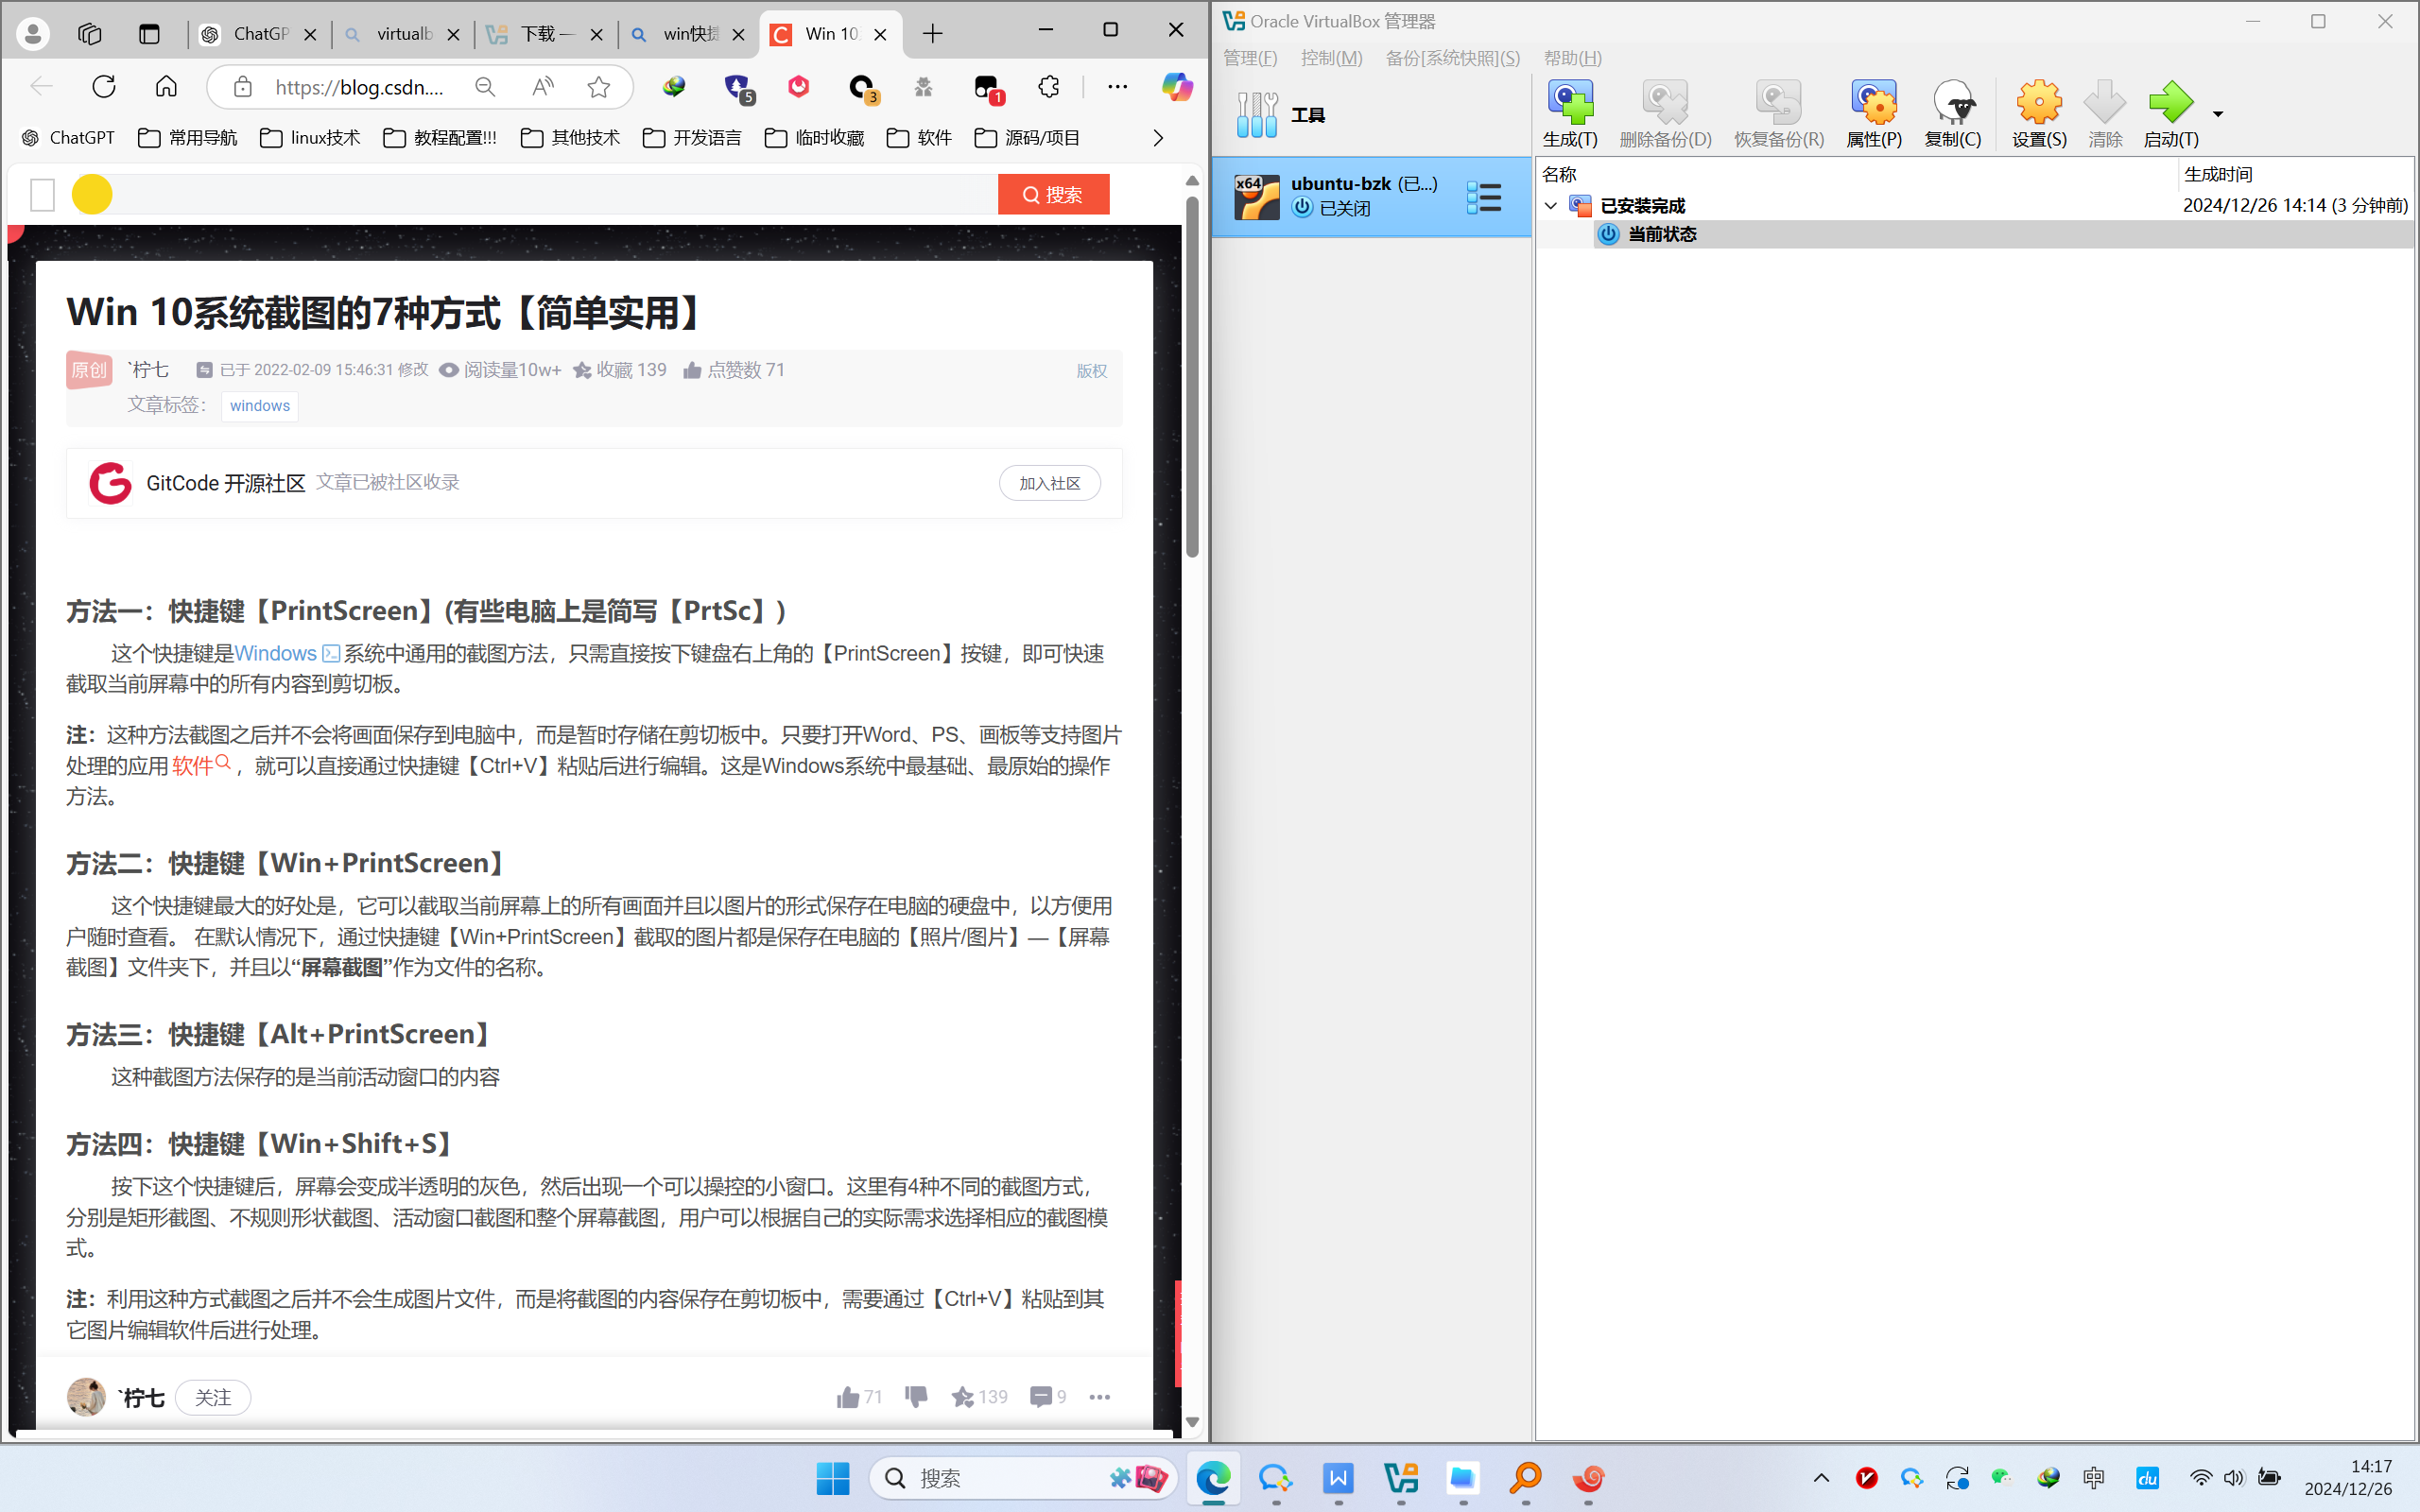 ChatGP
virtualb
下载 —
win快捷
Win 10
https://blog.csdn....
5
3
1
ChatGPT
常用导航
linux技术
教程配置!!!
其他技术
开发语言
临时收藏
软件
源码/项目
搜索
Win 10系统截图的7种方式【简单实用】
原创
`柠七
已于 2022-02-09 15:46:31 修改
阅读量10w+
收藏 139
点赞数 71
版权
文章标签：
windows
GitCode 开源社区 文章已被社区收录
加入社区
方法一：快捷键【PrintScreen】(有些电脑上是简写【PrtSc】)
这个快捷键是Windows系统中通用的截图方法，只需直接按下键盘右上角的【PrintScreen】按键，即可快速
截取当前屏幕中的所有内容到剪切板。
注：这种方法截图之后并不会将画面保存到电脑中，而是暂时存储在剪切板中。只要打开Word、PS、画板等支持图片
处理的应用 软件，就可以直接通过快捷键【Ctrl+V】粘贴后进行编辑。这是Windows系统中最基础、最原始的操作
方法。
方法二：快捷键【Win+PrintScreen】
这个快捷键最大的好处是，它可以截取当前屏幕上的所有画面并且以图片的形式保存在电脑的硬盘中，以方便用
户随时查看。 在默认情况下，通过快捷键【Win+PrintScreen】截取的图片都是保存在电脑的【照片/图片】—【屏幕
截图】文件夹下，并且以“屏幕截图”作为文件的名称。
方法三：快捷键【Alt+PrintScreen】
这种截图方法保存的是当前活动窗口的内容
方法四：快捷键【Win+Shift+S】
按下这个快捷键后，屏幕会变成半透明的灰色，然后出现一个可以操控的小窗口。这里有4种不同的截图方式，
分别是矩形截图、不规则形状截图、活动窗口截图和整个屏幕截图，用户可以根据自己的实际需求选择相应的截图模
式。
注：利用这种方式截图之后并不会生成图片文件，而是将截图的内容保存在剪切板中，需要通过【Ctrl+V】粘贴到其
它图片编辑软件后进行处理。
`柠七
关注
71
139
9
Oracle VirtualBox 管理器
管理(F)
控制(M)
备份[系统快照](S)
帮助(H)
工具
生成(T)
删除备份(D)
恢复备份(R)
属性(P)
复制(C)
设置(S)
清除
启动(T)
x64
ubuntu-bzk (已...)
已关闭
名称
生成时间
已安装完成
2024/12/26 14:14 (3 分钟前)
当前状态
搜索
中
du
14:17
2024/12/26